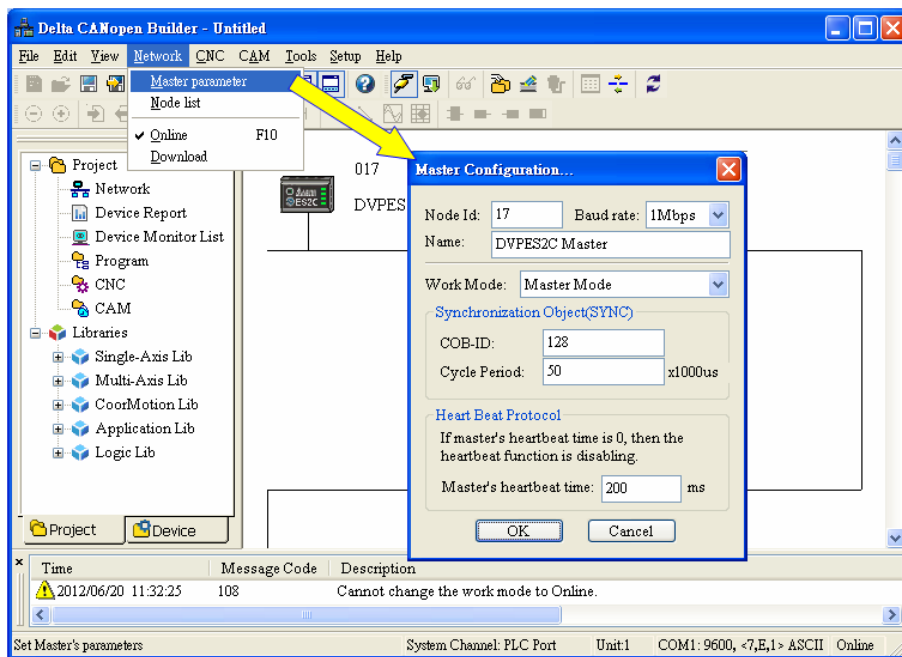 Delta CANopen Builder - Untitled
File Edit View Network CNC CAM Tools Setup Help
Master parameter
Node list
Online F10
Download
Project
Network
Device Report
Device Monitor List
Program
CNC
CAM
Libraries
Single-Axis Lib
Multi-Axis Lib
CoorMotion Lib
Application Lib
Logic Lib
Project Device
017
ES2C
DVPES
Master Configuration...
Node Id: 17 Baud rate: 1Mbps
Name: DVPES2C Master
Work Mode: Master Mode
Synchronization Object(SYNC)
COB-ID: 128
Cycle Period: 50 x1000us
Heart Beat Protocol
If master's heartbeat time is 0, then the
heartbeat function is disabling.
Master's heartbeat time: 200 ms
OK Cancel
Time Message Code Description
2012/06/20 11:32:25 108 Cannot change the work mode to Online.
Set Master's parameters System Channel: PLC Port Unit:1 COM1: 9600, <7,E,1> ASCII Online